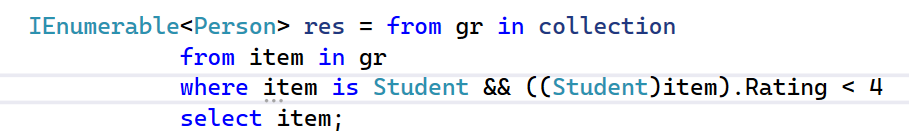 IEnumerable<Person> res = from gr in collection
from item in gr
where item is Student && ((Student)item).Rating < 4
select item;